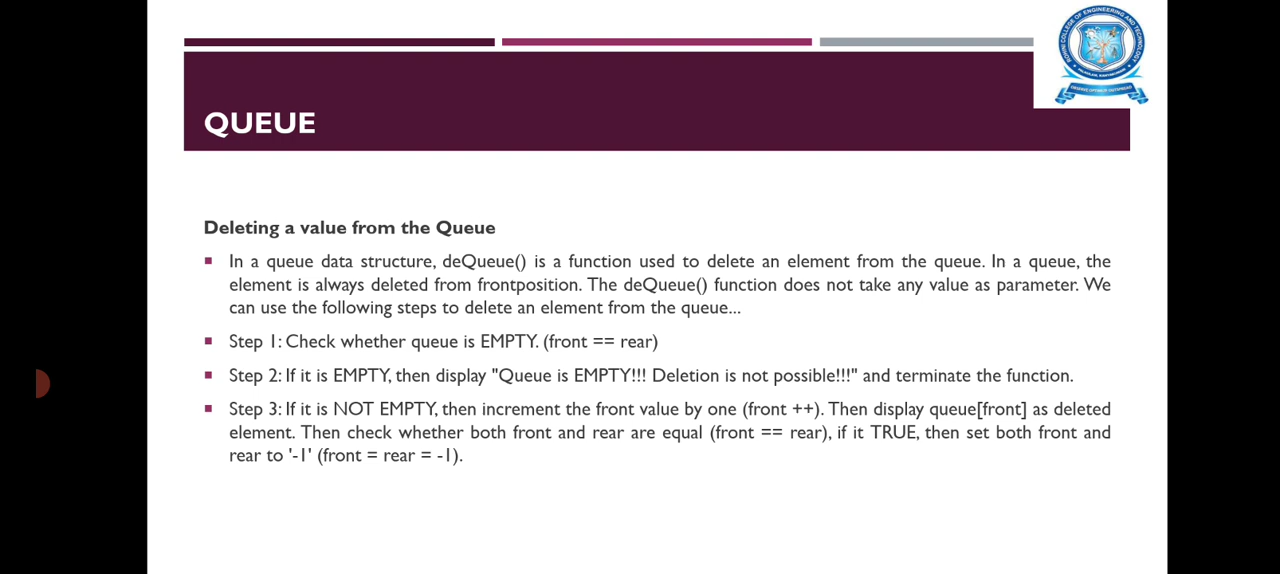 QUEUE
Deleting a value from the Queue
In a queue data structure, deQueue() is a function used to delete an element from the queue. In a queue, the
element is always deleted from frontposition. The deQueue() function does not take any value as parameter. We
can use the following steps to delete an element from the queue...
Step 1: Check whether queue is EMPTY. (front == rear)
Step 2: If it is EMPTY, then display "Queue is EMPTY!!! Deletion is not possible!!!" and terminate the function.
Step 3: If it is NOT EMPTY, then increment the front value by one (front ++). Then display queue[front] as deleted
element. Then check whether both front and rear are equal (front == rear), if it TRUE, then set both front and
rear to '-1' (front = rear = -1).